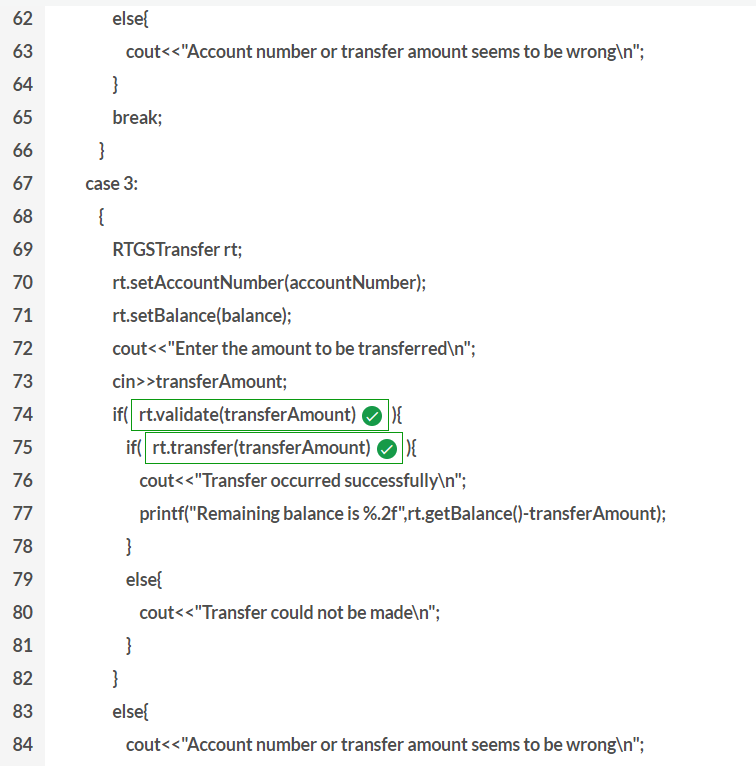 62 else{
63 cout<<"Account number or transfer amount seems to be wrong\n";
64 }
65 break;
66 }
67 case 3:
68 {
69 RTGSTransfer rt;
70 rt.setAccountNumber(accountNumber);
71 rt.setBalance(balance);
72 cout<<"Enter the amount to be transferred\n";
73 cin>>transferAmount;
74 if( rt.validate(transferAmount) ){
75 if( rt.transfer(transferAmount) ){
76 cout<<"Transfer occurred successfully\n";
77 printf("Remaining balance is %.2f",rt.getBalance()-transferAmount);
78 }
79 else{
80 cout<<"Transfer could not be made\n";
81 }
82 }
83 else{
84 cout<<"Account number or transfer amount seems to be wrong\n";